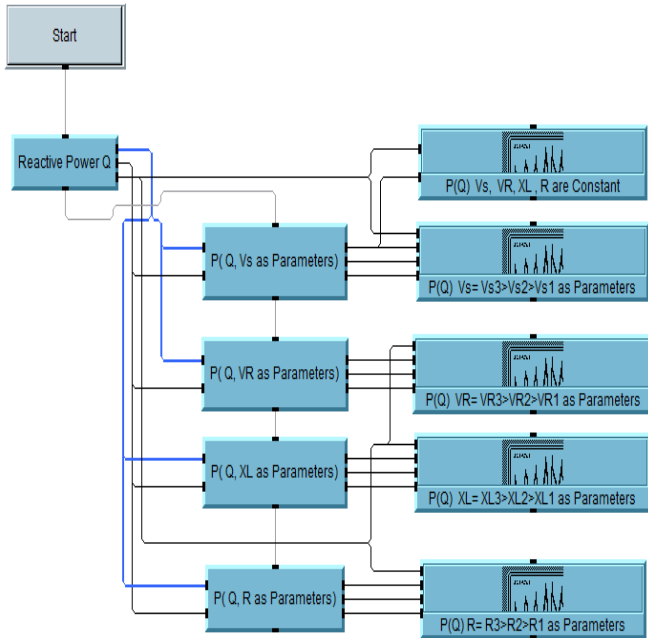 Start
Reactive Power Q
P(Q) Vs, VR, XL , R are Constant
P( Q, Vs as Parameters)
P(Q) Vs= Vs3>Vs2>Vs1 as Parameters
P( Q, VR as Parameters)
P(Q) VR= VR3>VR2>VR1 as Parameters
P( Q, XL as Parameters)
P(Q) XL= XL3>XL2>XL1 as Parameters
P( Q, R as Parameters)
P(Q) R= R3>R2>R1 as Parameters